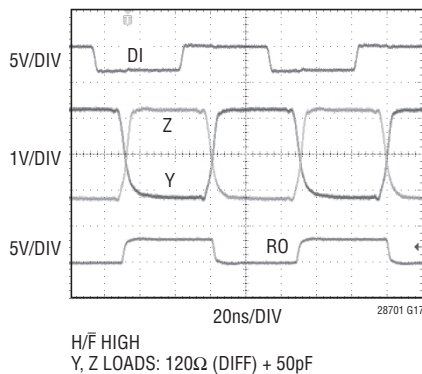 5V/DIV
DI
Z
1V/DIV
Y
5V/DIV
RO
20ns/DIV
28701 G17
H/F̅ HIGH
Y, Z LOADS: 120Ω (DIFF) + 50pF